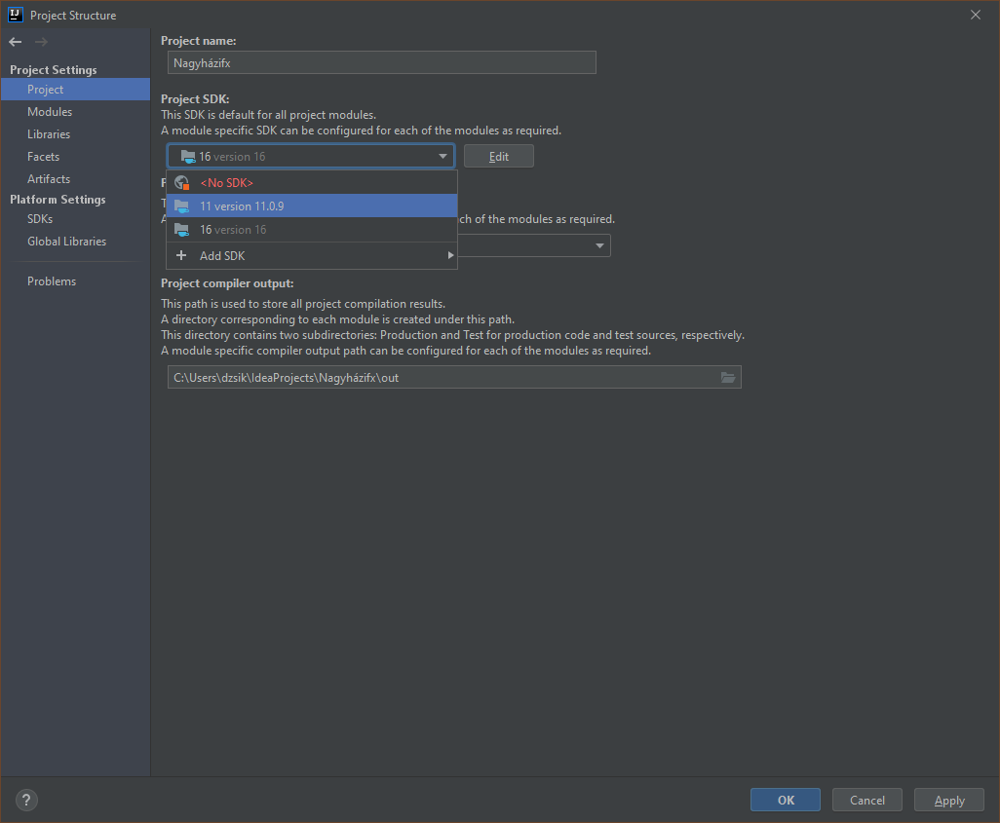 Project Structure
Project Settings
Project
Modules
Libraries
Facets
Artifacts
Platform Settings
SDKs
Global Libraries
Problems
Project name:
Nagyházifx
Project SDK:
This SDK is default for all project modules.
A module specific SDK can be configured for each of the modules as required.
16 version 16
Edit
<No SDK>
11 version 11.0.9
16 version 16
Add SDK
ch of the modules as required.
Project compiler output:
This path is used to store all project compilation results.
A directory corresponding to each module is created under this path.
This directory contains two subdirectories: Production and Test for production code and test sources, respectively.
A module specific compiler output path can be configured for each of the modules as required.
C:\Users\dzsik\IdeaProjects\Nagyházifx\out
?
OK
Cancel
Apply